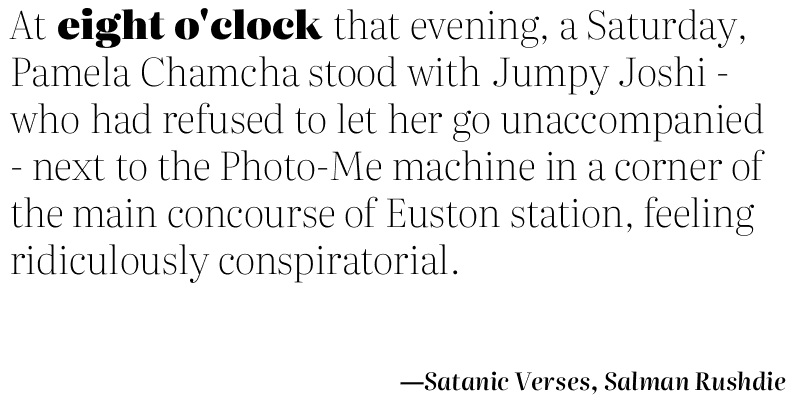 At eight o'clock that evening, a Saturday,
Pamela Chamcha stood with Jumpy Joshi -
who had refused to let her go unaccompanied
- next to the Photo-Me machine in a corner of
the main concourse of Euston station, feeling
ridiculously conspiratorial.
—Satanic Verses, Salman Rushdie